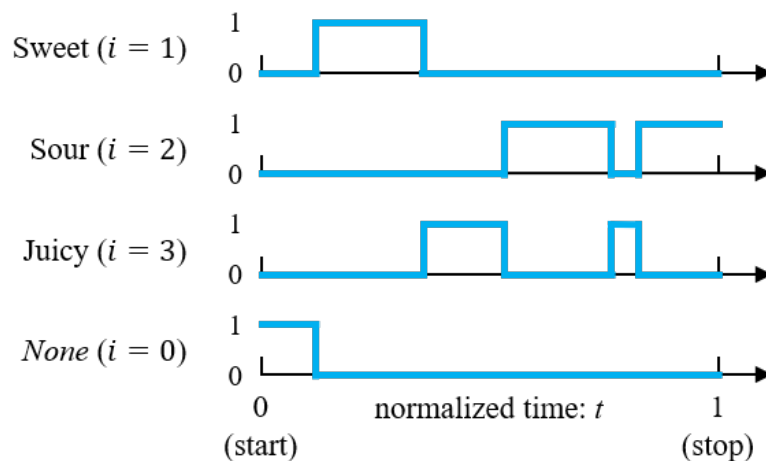 Sweet (i = 1)
1
0
Sour (i = 2)
1
0
Juicy (i = 3)
1
0
None (i = 0)
1
0
0 normalized time: t 1
(start) (stop)